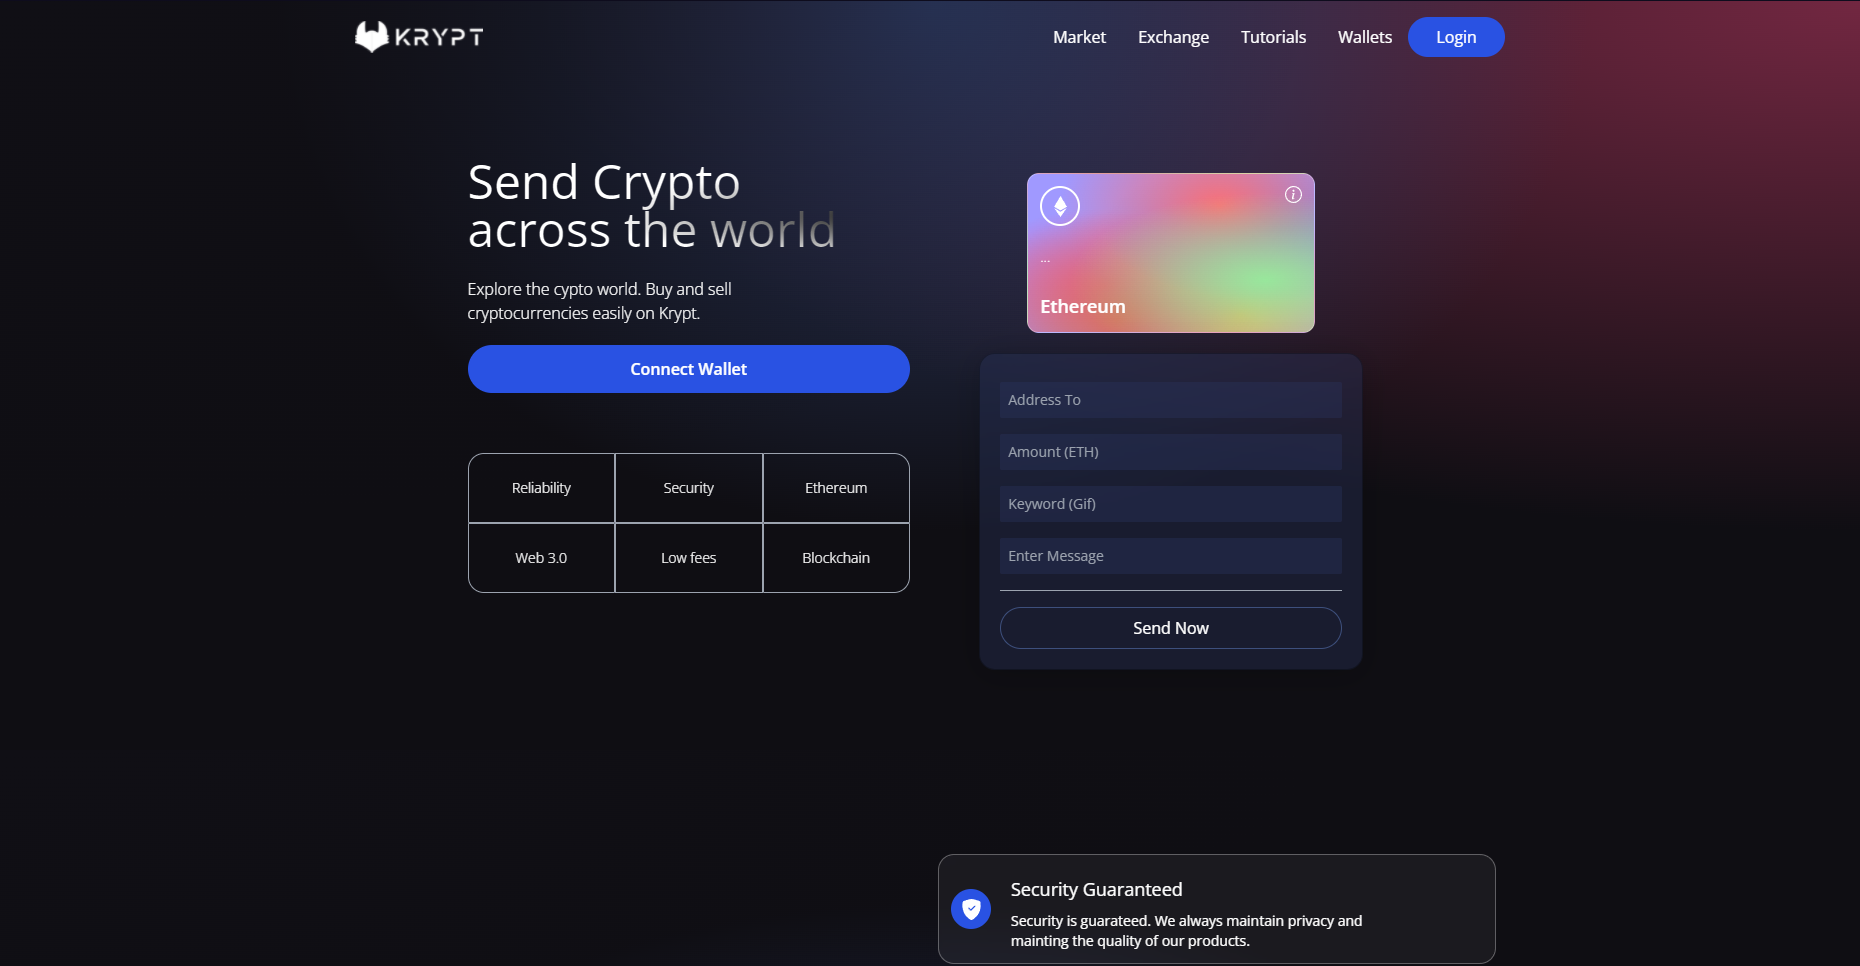 KRYPT
Market
Exchange
Tutorials
Wallets
Login
Send Crypto
across the world
Explore the cypto world. Buy and sell
cryptocurrencies easily on Krypt.
Connect Wallet
Reliability
Security
Ethereum
Web 3.0
Low fees
Blockchain
...
Ethereum
Address To
Amount (ETH)
Keyword (Gif)
Enter Message
Send Now
Security Guaranteed
Security is guarateed. We always maintain privacy and
mainting the quality of our products.